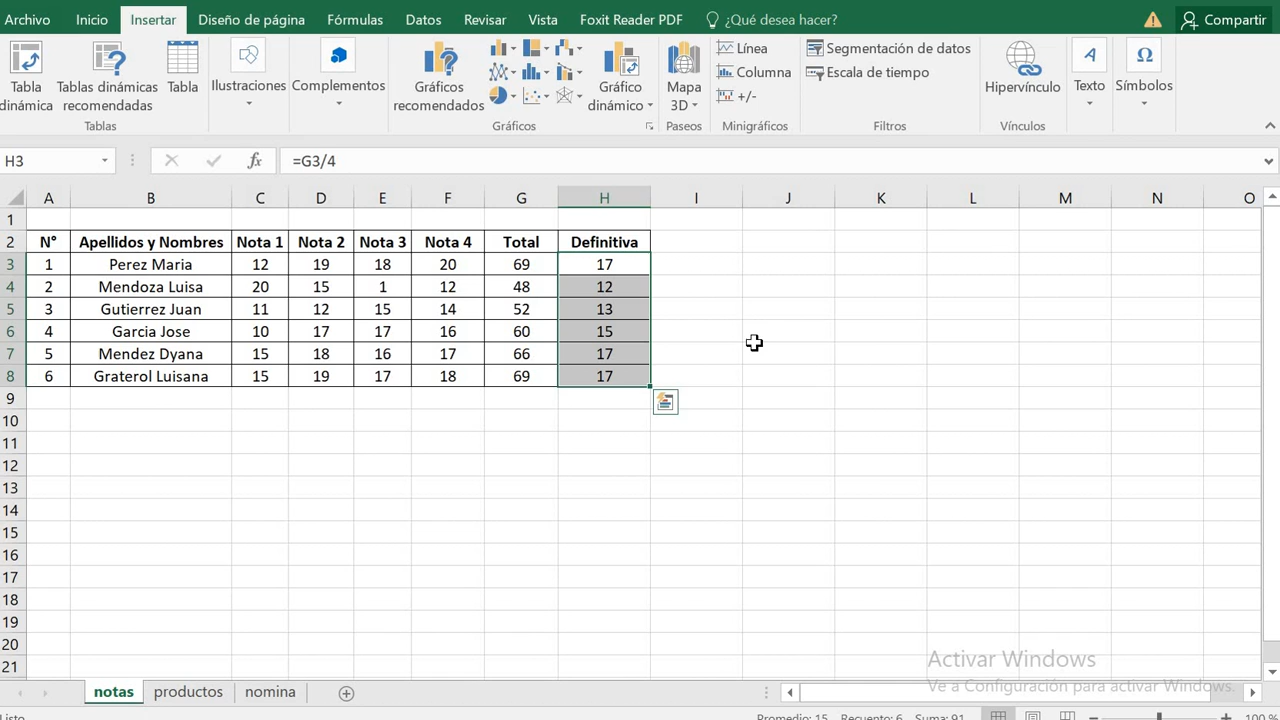 Archivo Inicio Insertar Diseño de página Fórmulas Datos Revisar Vista Foxit Reader PDF ¿Qué desea hacer? Compartir
Tabla dinámica
Tablas dinámicas recomendadas
Tabla
Ilustraciones
Complementos
Gráficos recomendados
Gráfico dinámico
Mapa 3D
Línea
Columna
+/-
Segmentación de datos
Escala de tiempo
Hipervínculo
Texto
Símbolos
Tablas Gráficos Paseos Minigráficos Filtros Vínculos
H3 fx =G3/4
A B C D E F G H I J K L M N O
1
2 N° Apellidos y Nombres Nota 1 Nota 2 Nota 3 Nota 4 Total Definitiva
3 1 Perez Maria 12 19 18 20 69 17
4 2 Mendoza Luisa 20 15 1 12 48 12
5 3 Gutierrez Juan 11 12 15 14 52 13
6 4 Garcia Jose 10 17 17 16 60 15
7 5 Mendez Dyana 15 18 16 17 66 17
8 6 Graterol Luisana 15 19 17 18 69 17
9
10
11
12
13
14
15
16
17
18
19
20
21
Activar Windows
Ve a Configuración para activar Windows.
notas productos nomina
Listo Promedio: 15 Recuento: 6 Suma: 91 100 %